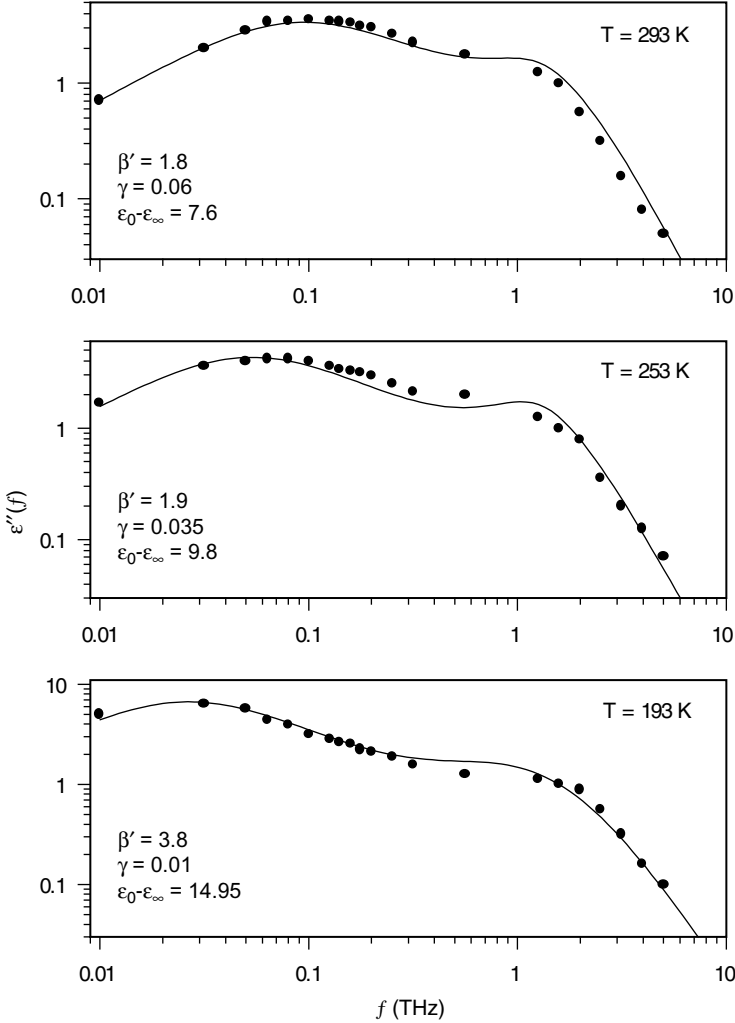 T = 293 K
1
0.1
β′ = 1.8
γ = 0.06
ε₀-ε∞ = 7.6
0.01 0.1 1 10
T = 253 K
1
0.1
β′ = 1.9
γ = 0.035
ε₀-ε∞ = 9.8
0.01 0.1 1 10
ε″(f)
T = 193 K
10
1
0.1
β′ = 3.8
γ = 0.01
ε₀-ε∞ = 14.95
0.01 0.1 1 10
f (THz)